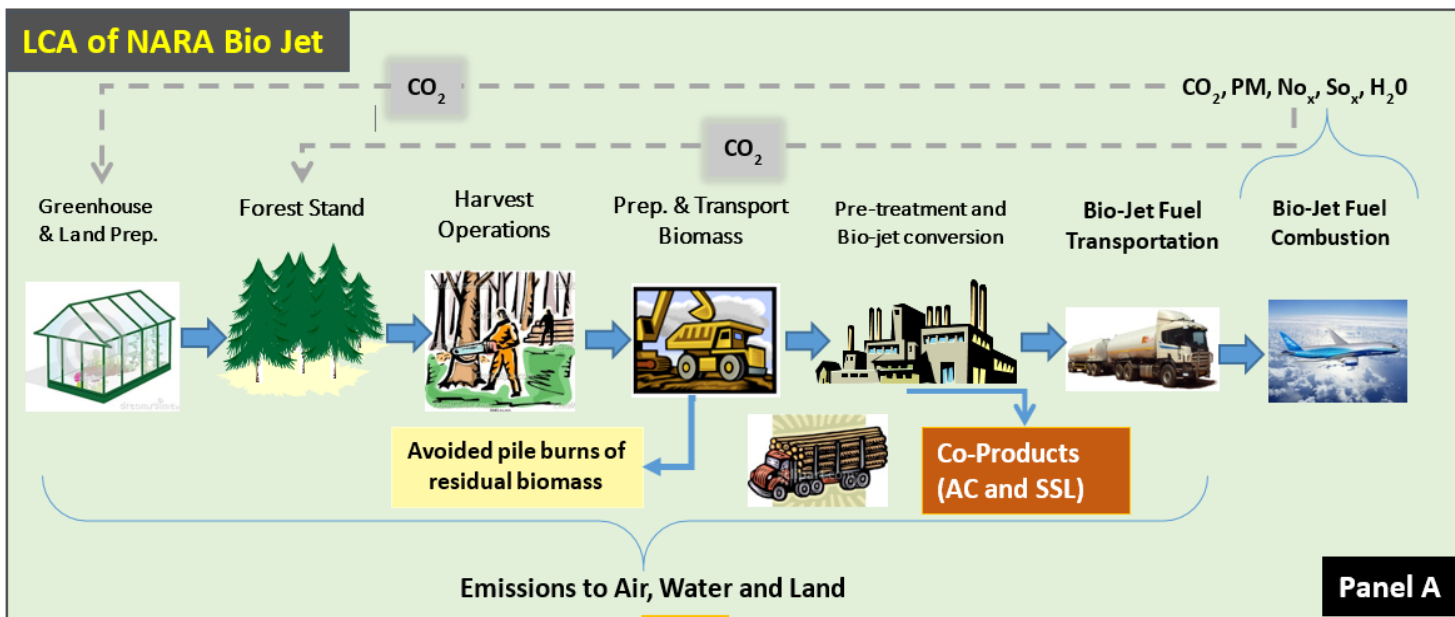 LCA of NARA Bio Jet
CO₂
CO₂, PM, Noₓ, Soₓ, H₂0
CO₂
Greenhouse
& Land Prep.
Forest Stand
Harvest
Operations
Prep. & Transport
Biomass
Pre-treatment and
Bio-jet conversion
Bio-Jet Fuel
Transportation
Bio-Jet Fuel
Combustion
Avoided pile burns of
residual biomass
Co-Products
(AC and SSL)
Emissions to Air, Water and Land
Panel A